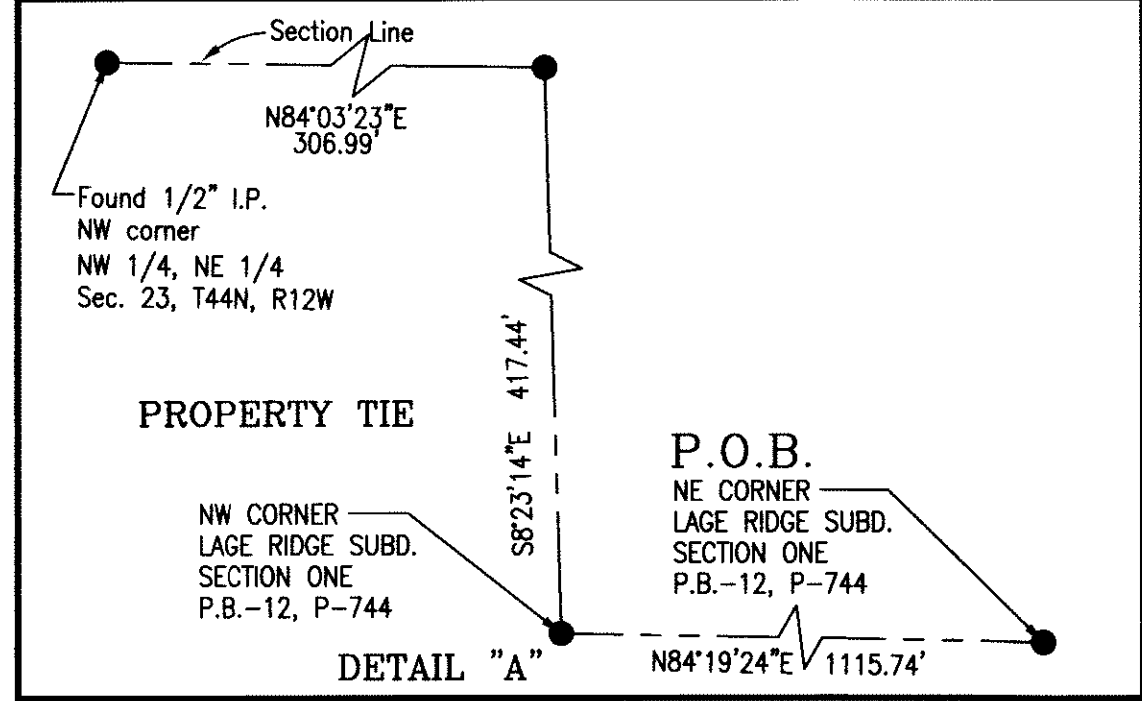 Section Line
N84°03'23"E
306.99'
Found 1/2" I.P.
NW corner
NW 1/4, NE 1/4
Sec. 23, T44N, R12W
S8°23'14"E 417.44'
PROPERTY TIE
P.O.B.
NE CORNER
LAGE RIDGE SUBD.
SECTION ONE
P.B.-12, P-744
NW CORNER
LAGE RIDGE SUBD.
SECTION ONE
P.B.-12, P-744
N84°19'24"E 1115.74'
DETAIL "A"